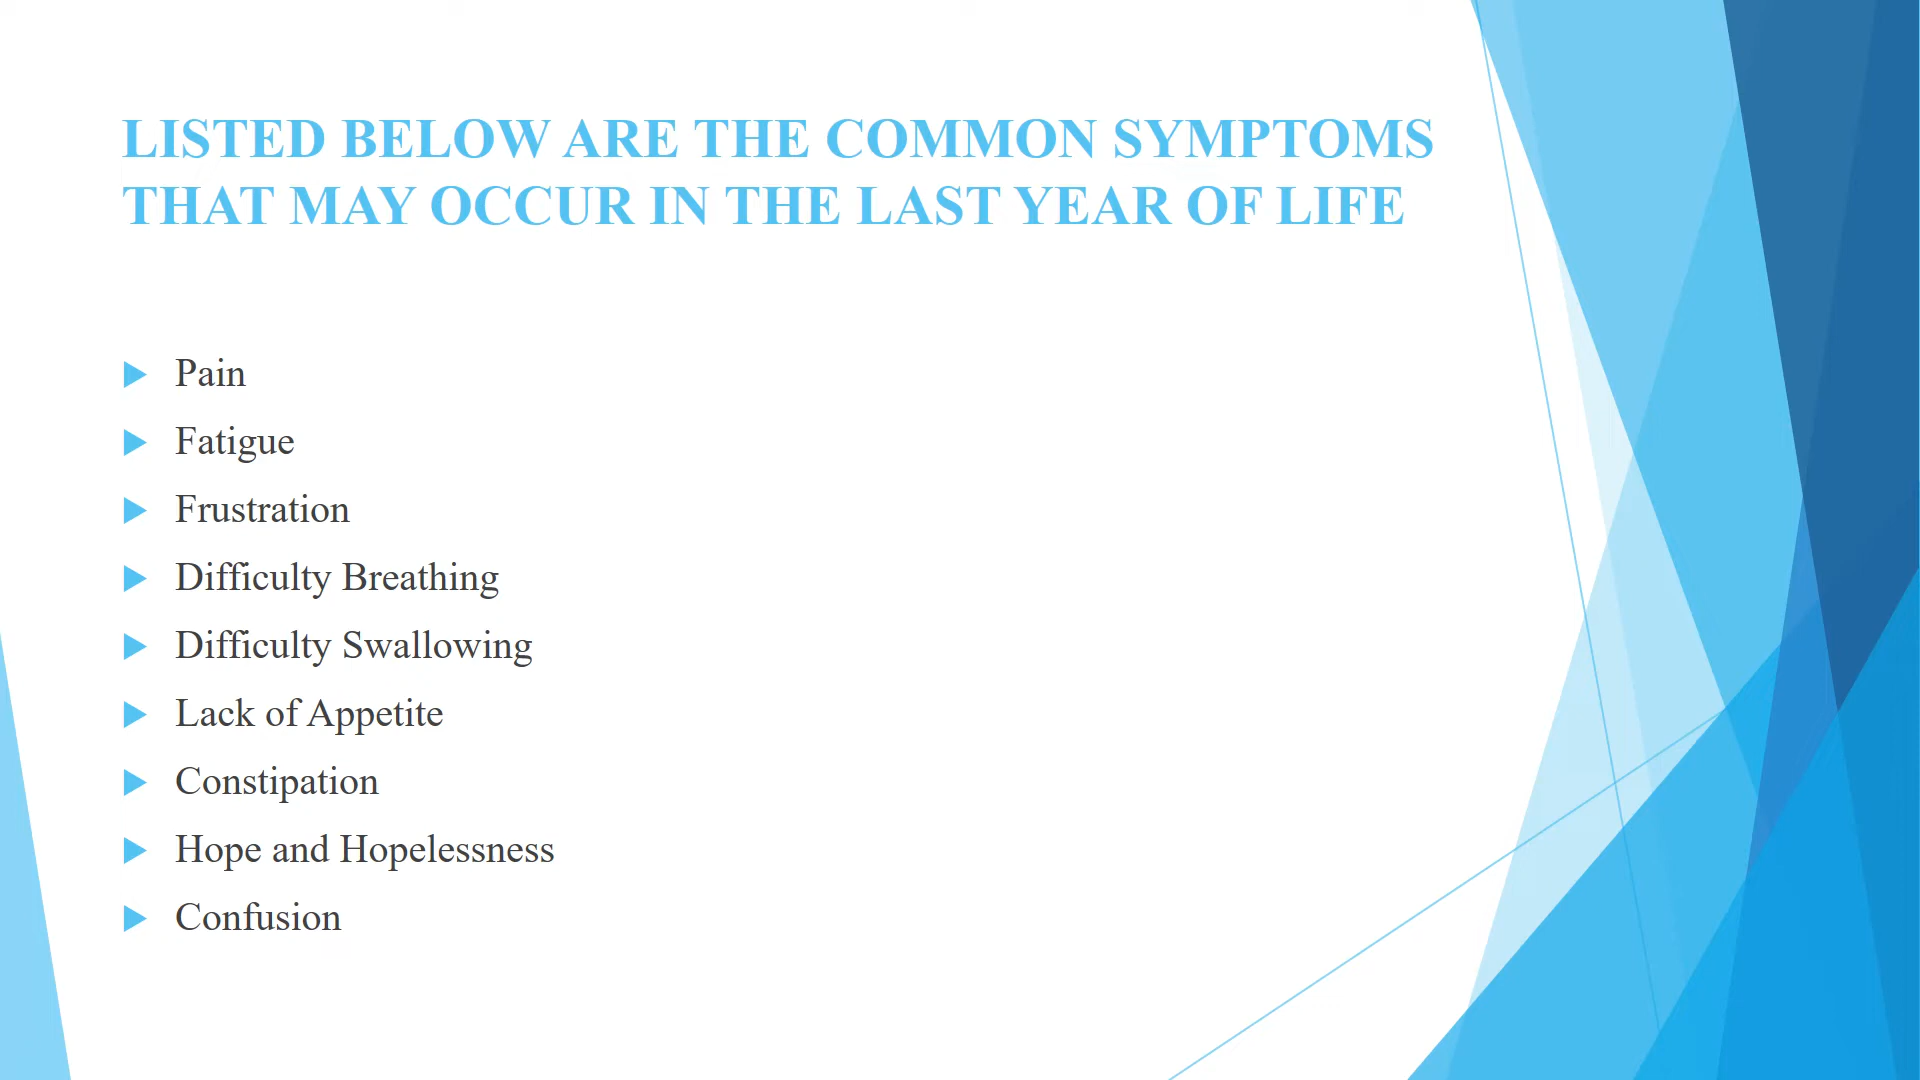 LISTED BELOW ARE THE COMMON SYMPTOMS
THAT MAY OCCUR IN THE LAST YEAR OF LIFE
Pain
Fatigue
Frustration
Difficulty Breathing
Difficulty Swallowing
Lack of Appetite
Constipation
Hope and Hopelessness
Confusion